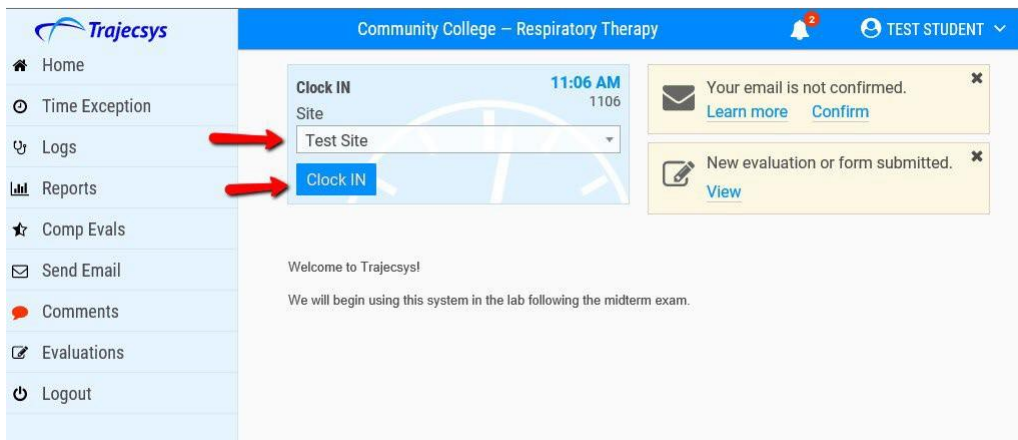 Trajecsys
Community College – Respiratory Therapy
2
TEST STUDENT
Home
Time Exception
Logs
Reports
Comp Evals
Send Email
Comments
Evaluations
Logout
Clock IN
11:06 AM
1106
Site
Test Site
Clock IN
Your email is not confirmed.
Learn more Confirm
New evaluation or form submitted.
View
Welcome to Trajecsys!
We will begin using this system in the lab following the midterm exam.